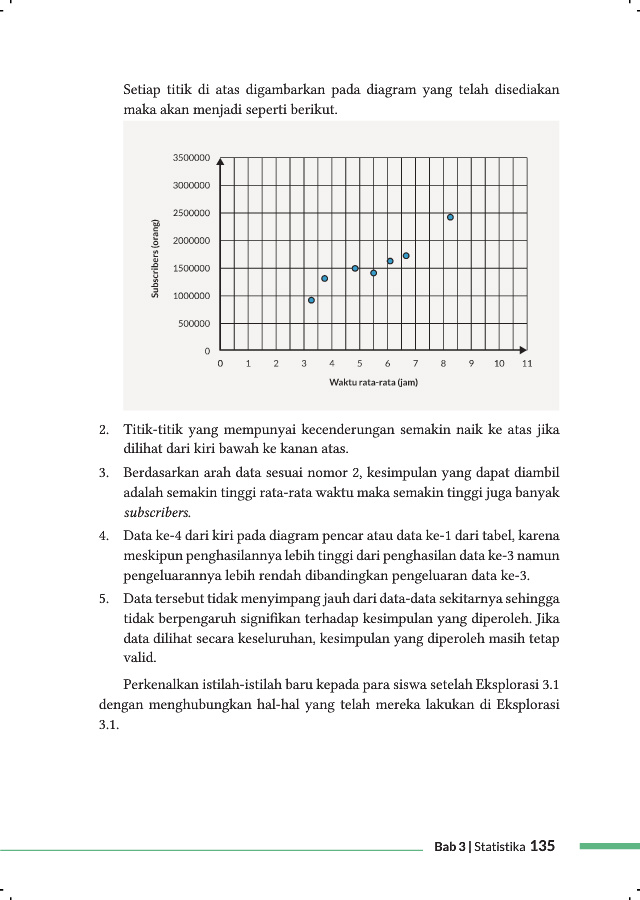 Setiap titik di atas digambarkan pada diagram yang telah disediakan
maka akan menjadi seperti berikut.
3500000
3000000
2500000
2000000
1500000
1000000
500000
0
Subscribers (orang)
0 1 2 3 4 5 6 7 8 9 10 11
Waktu rata-rata (jam)
2. Titik-titik yang mempunyai kecenderungan semakin naik ke atas jika
dilihat dari kiri bawah ke kanan atas.
3. Berdasarkan arah data sesuai nomor 2, kesimpulan yang dapat diambil
adalah semakin tinggi rata-rata waktu maka semakin tinggi juga banyak
subscribers.
4. Data ke-4 dari kiri pada diagram pencar atau data ke-1 dari tabel, karena
meskipun penghasilannya lebih tinggi dari penghasilan data ke-3 namun
pengeluarannya lebih rendah dibandingkan pengeluaran data ke-3.
5. Data tersebut tidak menyimpang jauh dari data-data sekitarnya sehingga
tidak berpengaruh signifikan terhadap kesimpulan yang diperoleh. Jika
data dilihat secara keseluruhan, kesimpulan yang diperoleh masih tetap
valid.
Perkenalkan istilah-istilah baru kepada para siswa setelah Eksplorasi 3.1
dengan menghubungkan hal-hal yang telah mereka lakukan di Eksplorasi
3.1.
Bab 3 | Statistika 135